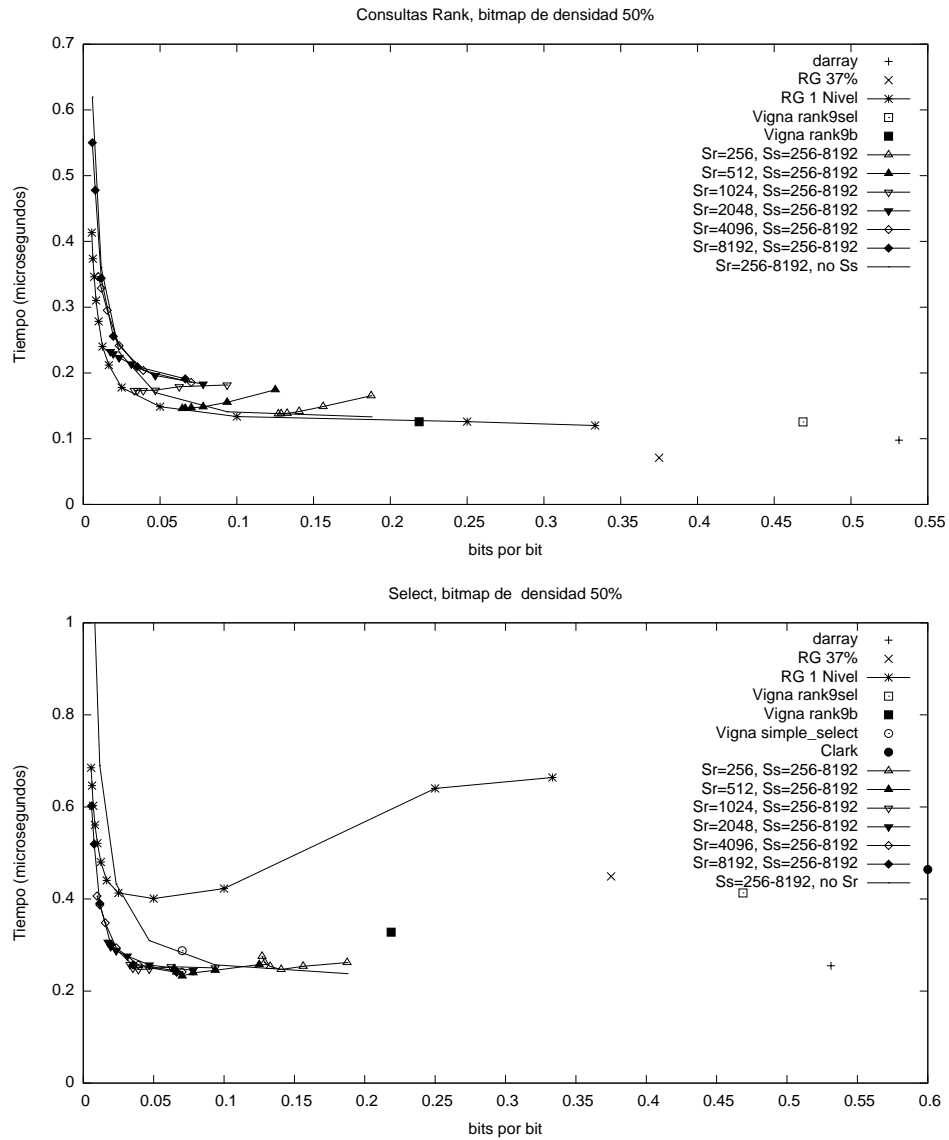 Consultas Rank, bitmap de densidad 50%
0.7
0.6
0.5
0.4
0.3
0.2
0.1
0
Tiempo (microsegundos)
darray
RG 37%
RG 1 Nivel
Vigna rank9sel
Vigna rank9b
Sr=256, Ss=256-8192
Sr=512, Ss=256-8192
Sr=1024, Ss=256-8192
Sr=2048, Ss=256-8192
Sr=4096, Ss=256-8192
Sr=8192, Ss=256-8192
Sr=256-8192, no Ss
0 0.05 0.1 0.15 0.2 0.25 0.3 0.35 0.4 0.45 0.5 0.55
bits por bit
Select, bitmap de densidad 50%
1
0.8
0.6
0.4
0.2
0
Tiempo (microsegundos)
darray
RG 37%
RG 1 Nivel
Vigna rank9sel
Vigna rank9b
Vigna simple_select
Clark
Sr=256, Ss=256-8192
Sr=512, Ss=256-8192
Sr=1024, Ss=256-8192
Sr=2048, Ss=256-8192
Sr=4096, Ss=256-8192
Sr=8192, Ss=256-8192
Ss=256-8192, no Sr
0 0.05 0.1 0.15 0.2 0.25 0.3 0.35 0.4 0.45 0.5 0.55 0.6
bits por bit